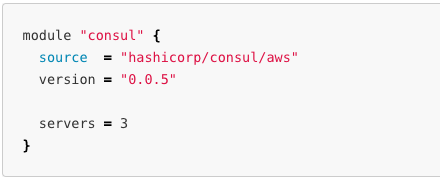 module "consul" {
  source  = "hashicorp/consul/aws"
  version = "0.0.5"

  servers = 3
}